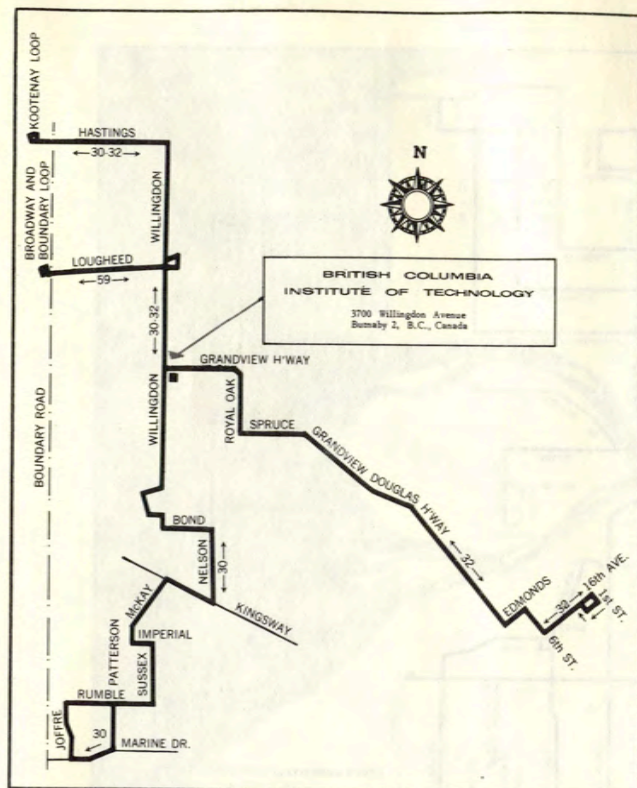 KOOTENAY LOOP
HASTINGS
30-32
BROADWAY AND
BOUNDARY LOOP
WILLINGDON
N
LOUGHEED
59
BRITISH COLUMBIA
INSTITUTE OF TECHNOLOGY
3700 Willingdon Avenue
Burnaby 2, B.C., Canada
30-32
GRANDVIEW H'WAY
BOUNDARY ROAD
WILLINGDON
ROYAL OAK
SPRUCE
GRANDVIEW DOUGLAS H'WAY
BOND
NELSON
30
32
EDMONDS
32
16th AVE.
1st ST.
6th ST.
McKAY
KINGSWAY
IMPERIAL
PATTERSON
SUSSEX
RUMBLE
JOFFRE
30
MARINE DR.